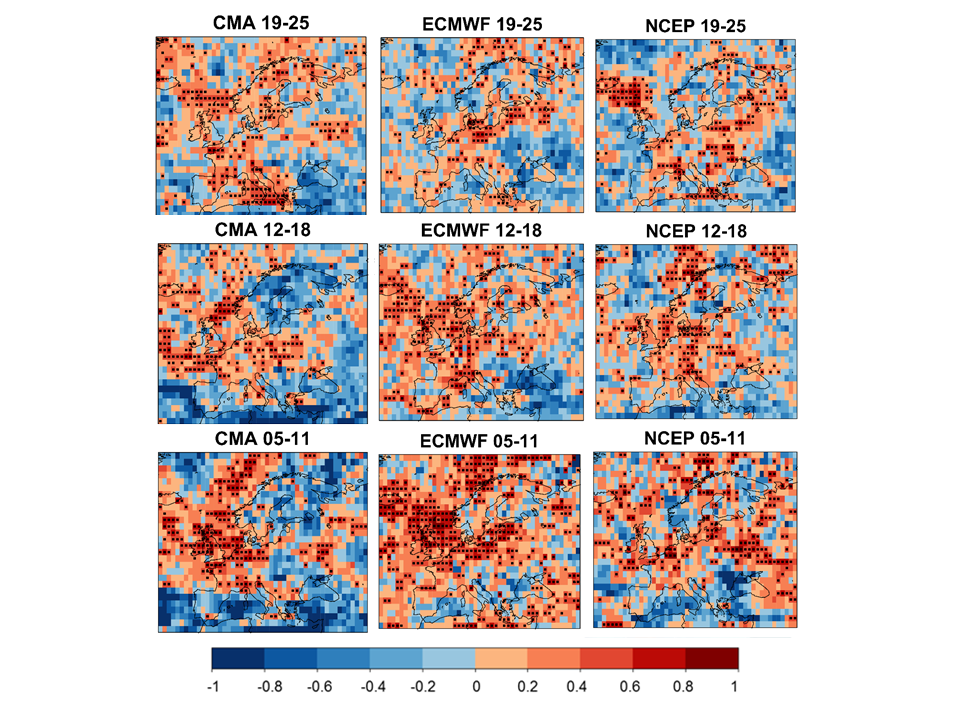 CMA 19-25
ECMWF 19-25
NCEP 19-25
CMA 12-18
ECMWF 12-18
NCEP 12-18
CMA 05-11
ECMWF 05-11
NCEP 05-11
-1 -0.8 -0.6 -0.4 -0.2 0 0.2 0.4 0.6 0.8 1